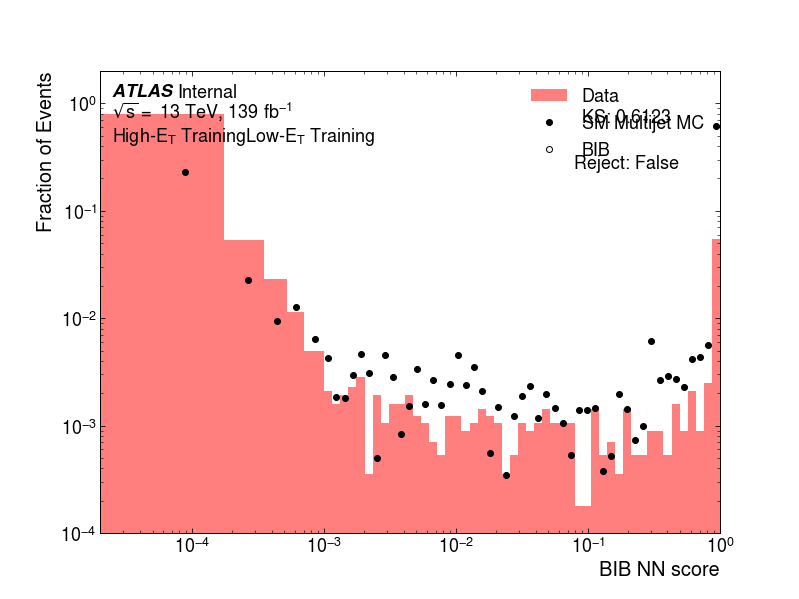 ATLAS Internal
√s = 13 TeV, 139 fb⁻¹
High-E_T TrainingLow-E_T Training
Data
KS: 0.6123
SM Multijet MC
BIB
Reject: False
Fraction of Events
10⁰
10⁻¹
10⁻²
10⁻³
10⁻⁴
10⁻⁴ 10⁻³ 10⁻² 10⁻¹ 10⁰
BIB NN score